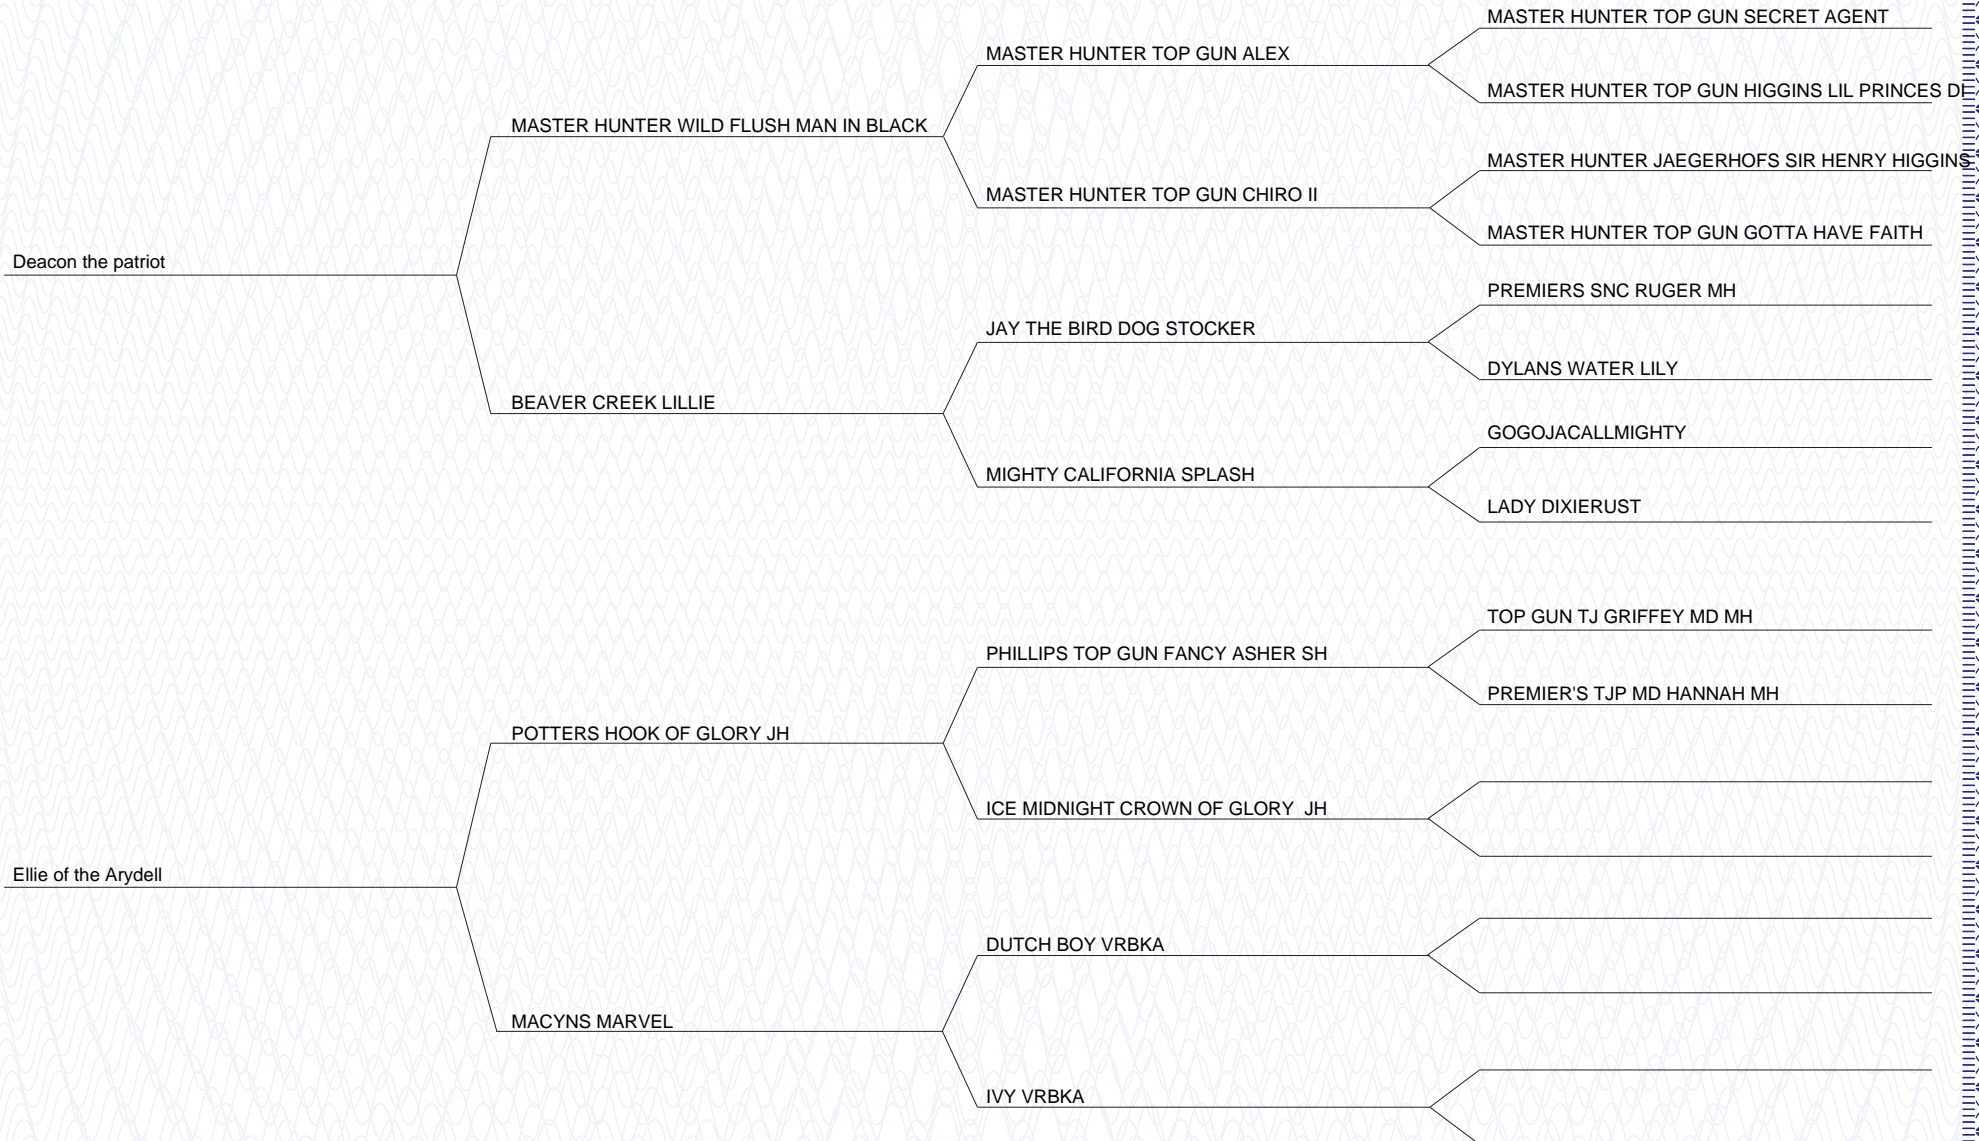 MASTER HUNTER TOP GUN SECRET AGENT
MASTER HUNTER TOP GUN ALEX
MASTER HUNTER TOP GUN HIGGINS LIL PRINCES DI
MASTER HUNTER WILD FLUSH MAN IN BLACK
MASTER HUNTER JAEGERHOFS SIR HENRY HIGGINS
MASTER HUNTER TOP GUN CHIRO II
MASTER HUNTER TOP GUN GOTTA HAVE FAITH
Deacon the patriot
PREMIERS SNC RUGER MH
JAY THE BIRD DOG STOCKER
DYLANS WATER LILY
BEAVER CREEK LILLIE
GOGOJACALLMIGHTY
MIGHTY CALIFORNIA SPLASH
LADY DIXIERUST
TOP GUN TJ GRIFFEY MD MH
PHILLIPS TOP GUN FANCY ASHER SH
PREMIER'S TJP MD HANNAH MH
POTTERS HOOK OF GLORY JH
ICE MIDNIGHT CROWN OF GLORY  JH
Ellie of the Arydell
DUTCH BOY VRBKA
MACYNS MARVEL
IVY VRBKA